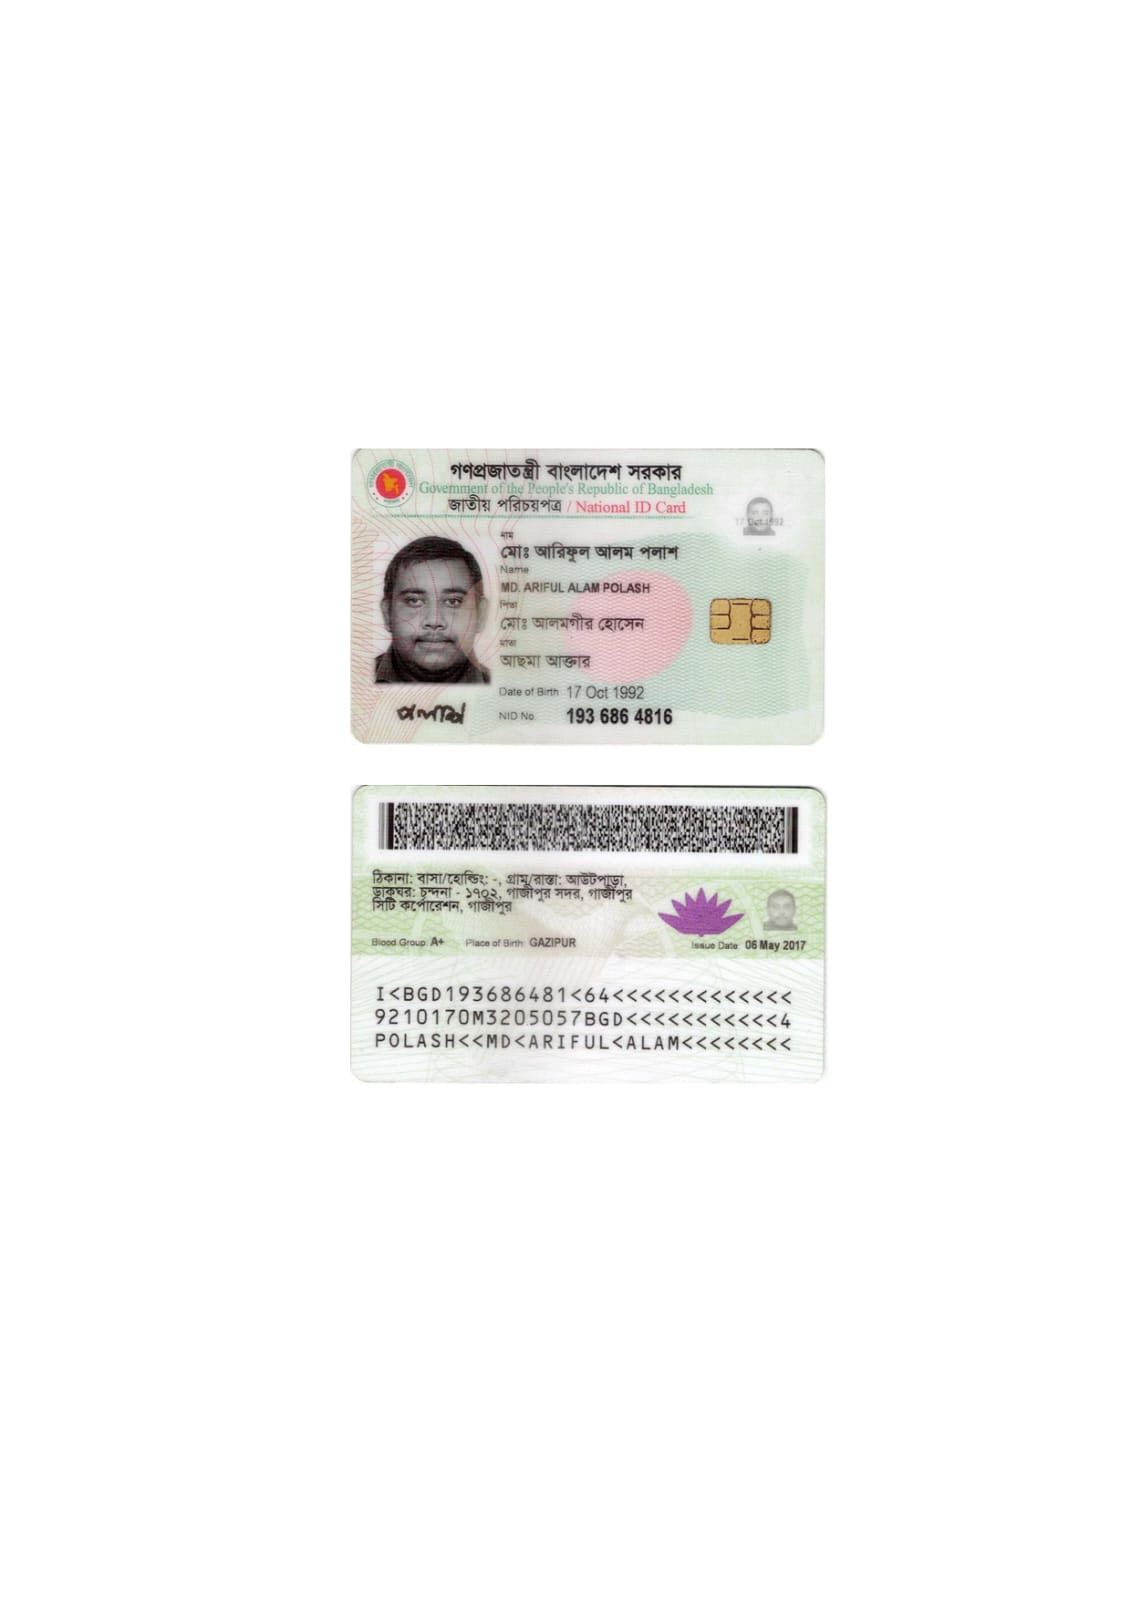 গণপ্রজাতন্ত্রী বাংলাদেশ সরকার
Government of the People's Republic of Bangladesh
জাতীয় পরিচয়পত্র / National ID Card
17 Oct 1992
নাম
মোঃ আরিফুল আলম পলাশ
Name
MD. ARIFUL ALAM POLASH
পিতা
মোঃ আলমগীর হোসেন
মাতা
আছমা আক্তার
Date of Birth 17 Oct 1992
পলাশ
NID No. 193 686 4816
ঠিকানা: বাসা/হোল্ডিং: -, গ্রাম/রাস্তা: আউটপাড়া,
ডাকঘর: চন্দনা - ১৭০২, গাজীপুর সদর, গাজীপুর
সিটি কর্পোরেশন, গাজীপুর
Blood Group: A+ Place of Birth: GAZIPUR Issue Date: 06 May 2017
I<BGD193686481<64<<<<<<<<<<<<<
9210170M3205057BGD<<<<<<<<<<<4
POLASH<<MD<ARIFUL<ALAM<<<<<<<<